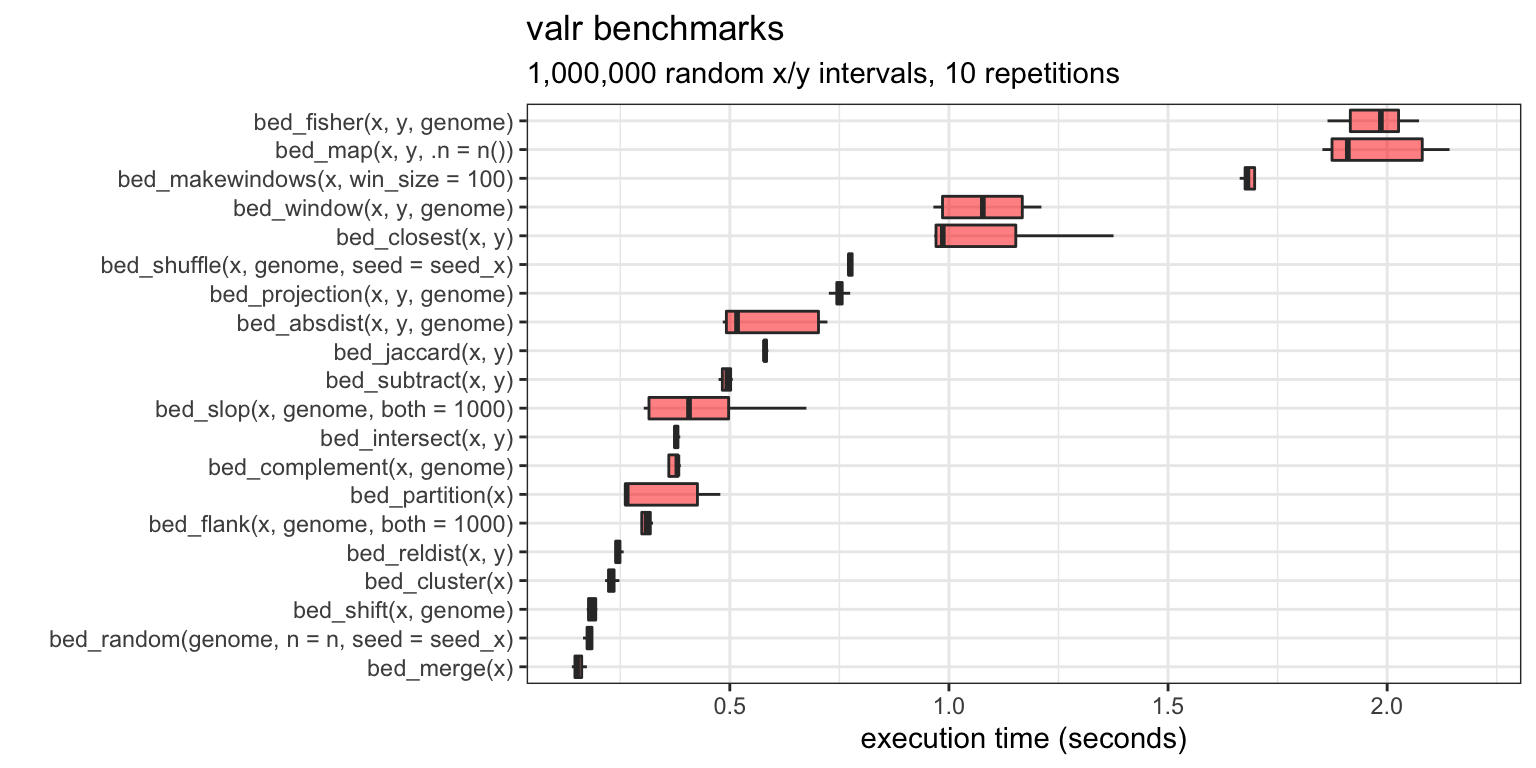 valr benchmarks
1,000,000 random x/y intervals, 10 repetitions
bed_fisher(x, y, genome)
bed_map(x, y, .n = n())
bed_makewindows(x, win_size = 100)
bed_window(x, y, genome)
bed_closest(x, y)
bed_shuffle(x, genome, seed = seed_x)
bed_projection(x, y, genome)
bed_absdist(x, y, genome)
bed_jaccard(x, y)
bed_subtract(x, y)
bed_slop(x, genome, both = 1000)
bed_intersect(x, y)
bed_complement(x, genome)
bed_partition(x)
bed_flank(x, genome, both = 1000)
bed_reldist(x, y)
bed_cluster(x)
bed_shift(x, genome)
bed_random(genome, n = n, seed = seed_x)
bed_merge(x)
0.5 1.0 1.5 2.0
execution time (seconds)